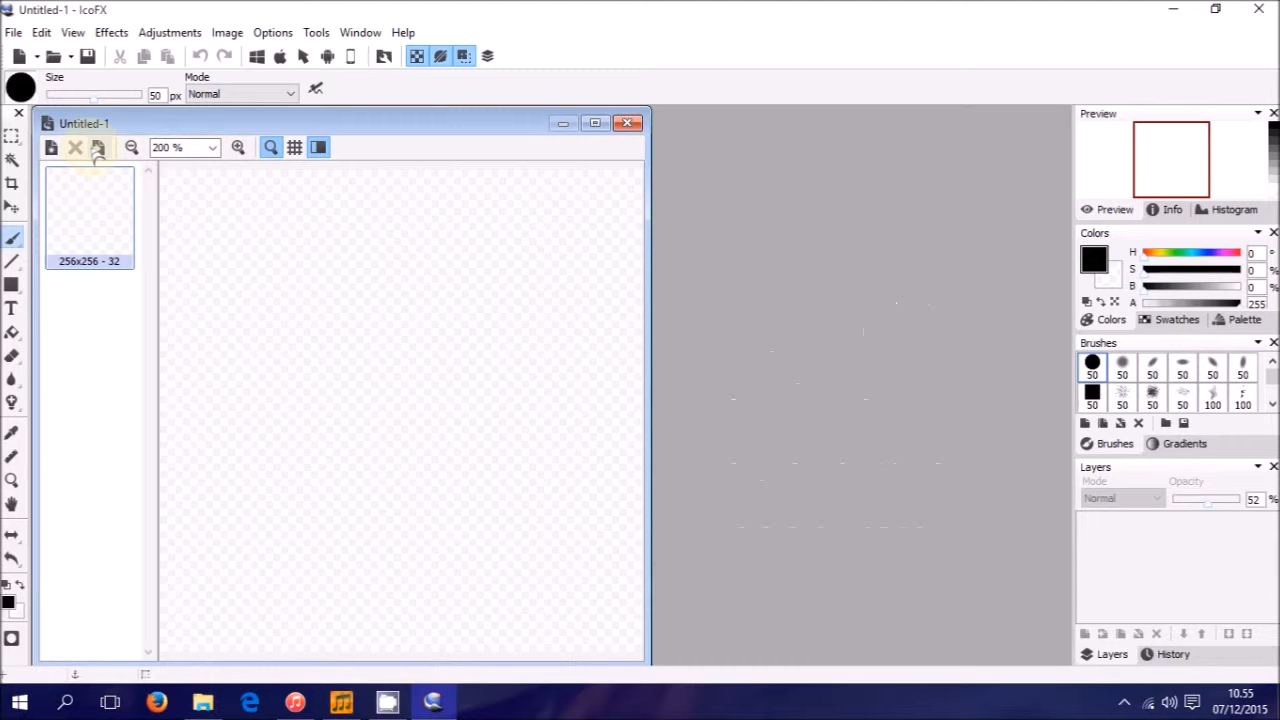 Untitled-1 - IcoFX
File Edit View Effects Adjustments Image Options Tools Window Help
Size
50 px
Mode
Normal
Untitled-1
200 %
256x256 - 32
Preview
Preview Info Histogram
Colors
H 0 °
S 0 %
B 0 %
A 255
Colors Swatches Palette
Brushes
50 50 50 50 50 50
50 50 50 50 100 100
Brushes Gradients
Layers
Mode
Normal
Opacity
52 %
Layers History
10.55
07/12/2015